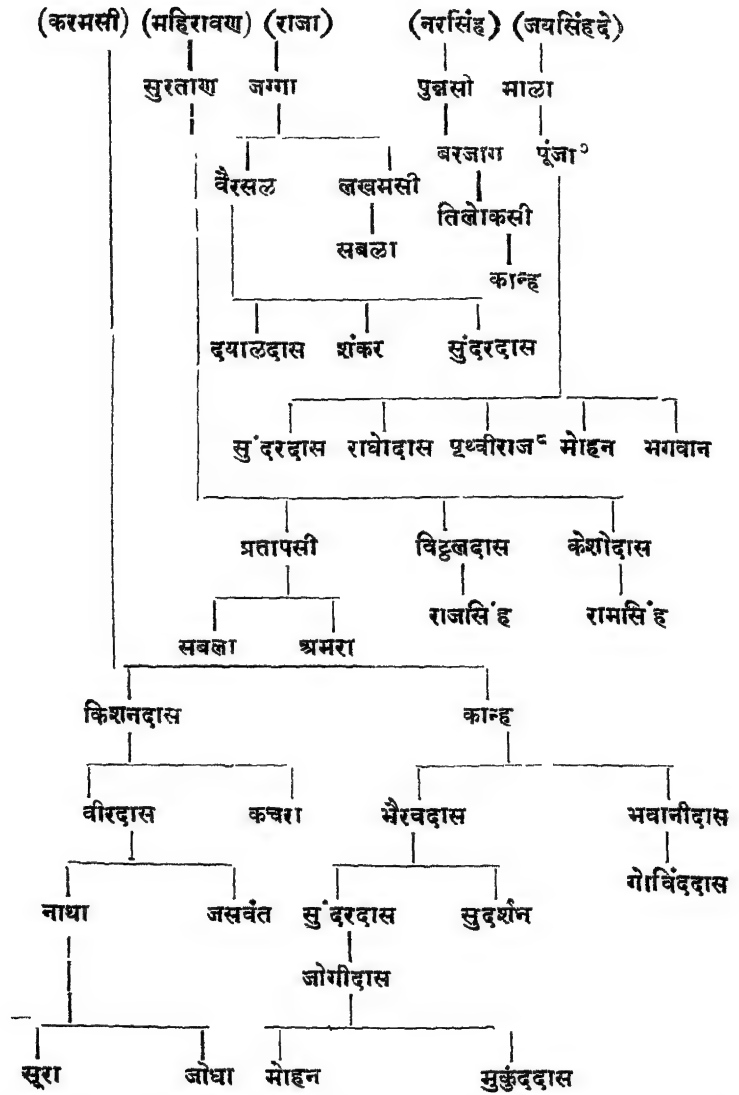 (करमसी) (महिरावण) (राजा) (नरसिंह) (जयसिंहदे)
सुरताण जग्गा पुन्नसी माला
बरजाग पूंजा૭
वैरसल लखमसी
तिलोकसी
सबला
कान्ह
दयालदास शंकर सुंदरदास
सुंदरदास राघोदास पृथ्वीराज८ मोहन भगवान
प्रतापसी विट्ठलदास केशोदास
राजसिंह रामसिंह
सबला अमरा
किशनदास कान्ह
वीरदास कचरा भैरवदास भवानीदास
गोविंददास
नाथा जसवंत सुंदरदास सुदर्शन
जोगीदास
सूरा जोधा मोहन मुकुंददास